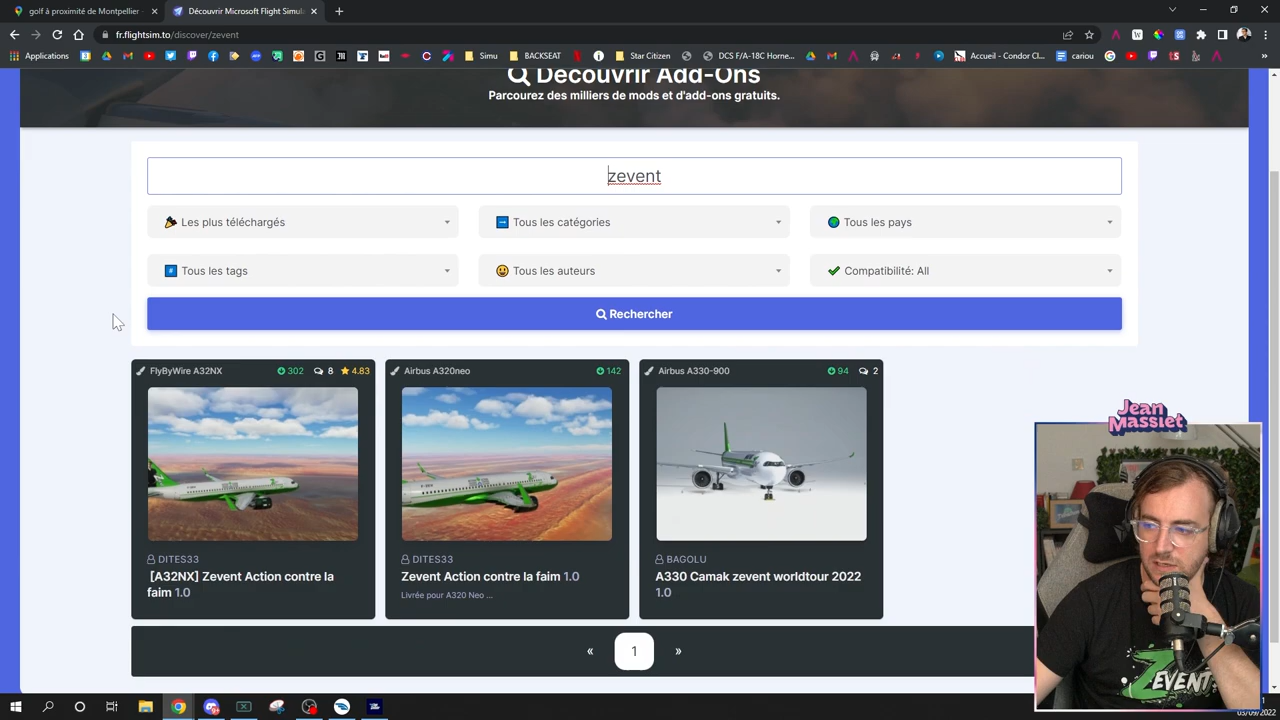 golf à proximité de Montpellier -
Découvrir Microsoft Flight Simula
fr.flightsim.to/discover/zevent
Applications
Simu
BACKSEAT
Star Citizen
DCS F/A-18C Horne...
Accueil - Condor Cl...
cariou
Découvrir Add-Ons
Parcourez des milliers de mods et d'add-ons gratuits.
zevent
Les plus téléchargés
Tous les catégories
Tous les pays
Tous les tags
Tous les auteurs
Compatibilité: All
Rechercher
FlyByWire A32NX 302 8 4.83
Airbus A320neo 142
Airbus A330-900 94 2
DITES33
[A32NX] Zevent Action contre la
faim 1.0
DITES33
Zevent Action contre la faim 1.0
Livrée pour A320 Neo ...
BAGOLU
A330 Camak zevent worldtour 2022
1.0
« 1 »
Jean
Massiet
ZEVENT
03/09/2022